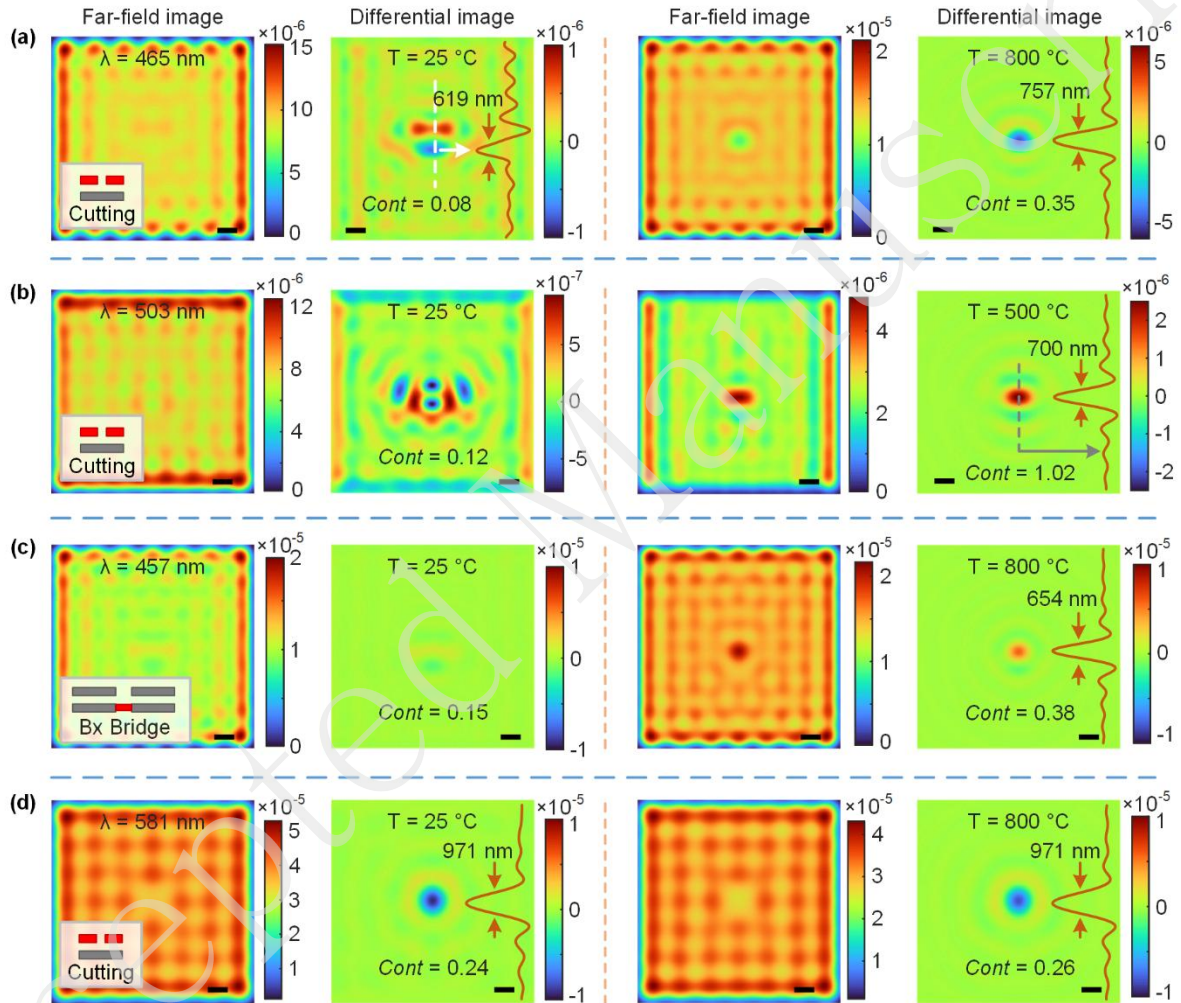 Far-field image Differential image Far-field image Differential image
(a)
λ = 465 nm
×10⁻⁶
15
10
5
0
Cutting
T = 25 °C
619 nm
Cont = 0.08
×10⁻⁶
1
0
-1
×10⁻⁵
2
1
0
T = 800 °C
757 nm
Cont = 0.35
×10⁻⁶
5
0
-5
(b)
λ = 503 nm
×10⁻⁶
12
8
4
0
Cutting
T = 25 °C
Cont = 0.12
×10⁻⁷
5
0
-5
×10⁻⁶
4
2
0
T = 500 °C
700 nm
Cont = 1.02
×10⁻⁶
2
1
0
-1
-2
(c)
λ = 457 nm
×10⁻⁵
2
1
0
Bx Bridge
T = 25 °C
Cont = 0.15
×10⁻⁵
1
0
-1
×10⁻⁵
2
1
0
T = 800 °C
654 nm
Cont = 0.38
×10⁻⁵
1
0
-1
(d)
λ = 581 nm
×10⁻⁵
5
4
3
2
1
Cutting
T = 25 °C
971 nm
Cont = 0.24
×10⁻⁵
1
0
-1
×10⁻⁵
4
3
2
1
T = 800 °C
971 nm
Cont = 0.26
×10⁻⁵
1
0
-1
epted Manuscri